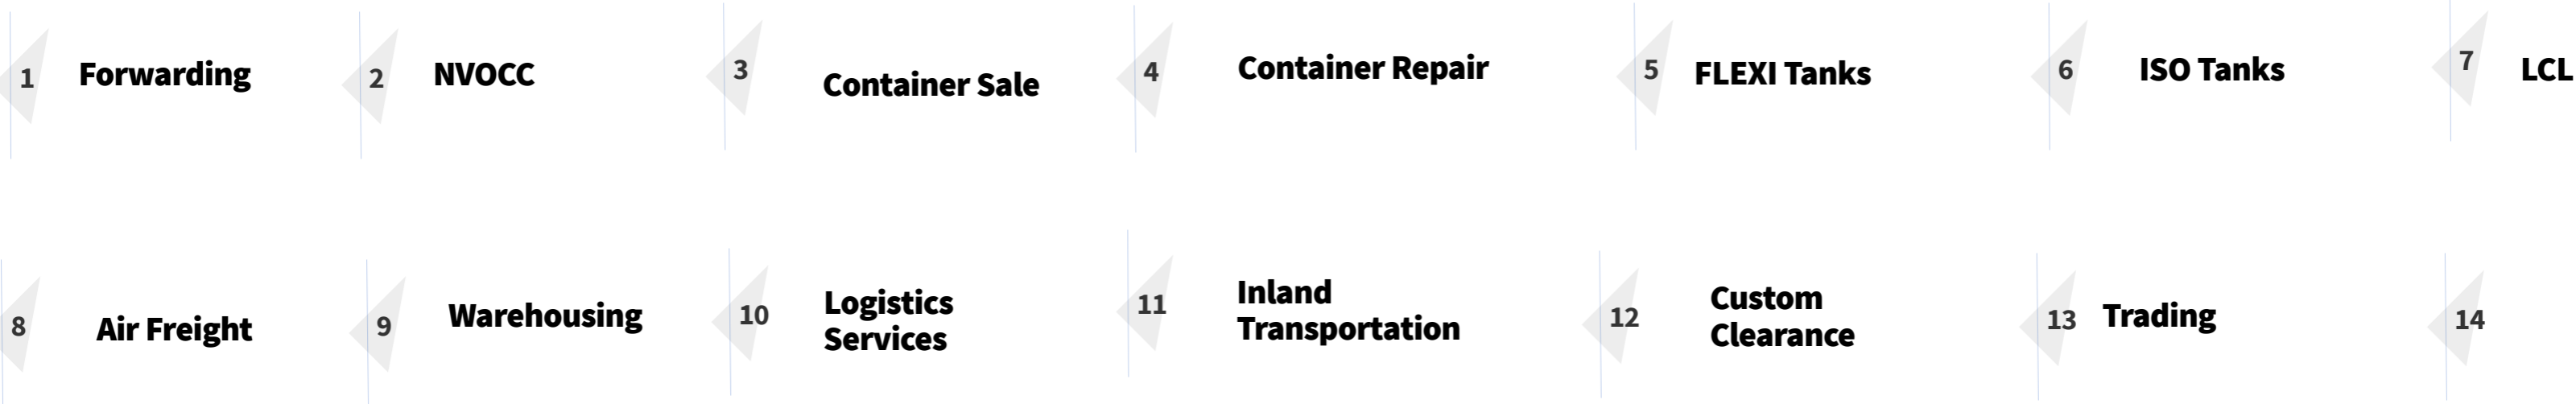 1 Forwarding 2 NVOCC 3 Container Sale 4 Container Repair 5 FLEXI Tanks 6 ISO Tanks 7 LCL
8 Air Freight 9 Warehousing 10 Logistics Services 11 Inland Transportation 12 Custom Clearance 13 Trading 14